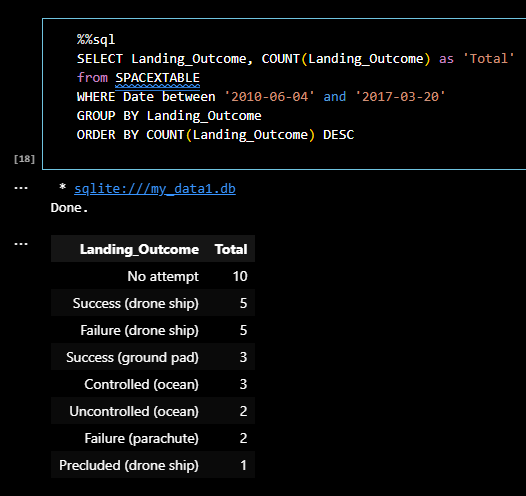 %%sql
SELECT Landing_Outcome, COUNT(Landing_Outcome) as 'Total'
from SPACEXTABLE
WHERE Date between '2010-06-04' and '2017-03-20'
GROUP BY Landing_Outcome
ORDER BY COUNT(Landing_Outcome) DESC
[18]
... * sqlite:///my_data1.db
Done.
...
Landing_Outcome Total
No attempt 10
Success (drone ship) 5
Failure (drone ship) 5
Success (ground pad) 3
Controlled (ocean) 3
Uncontrolled (ocean) 2
Failure (parachute) 2
Precluded (drone ship) 1